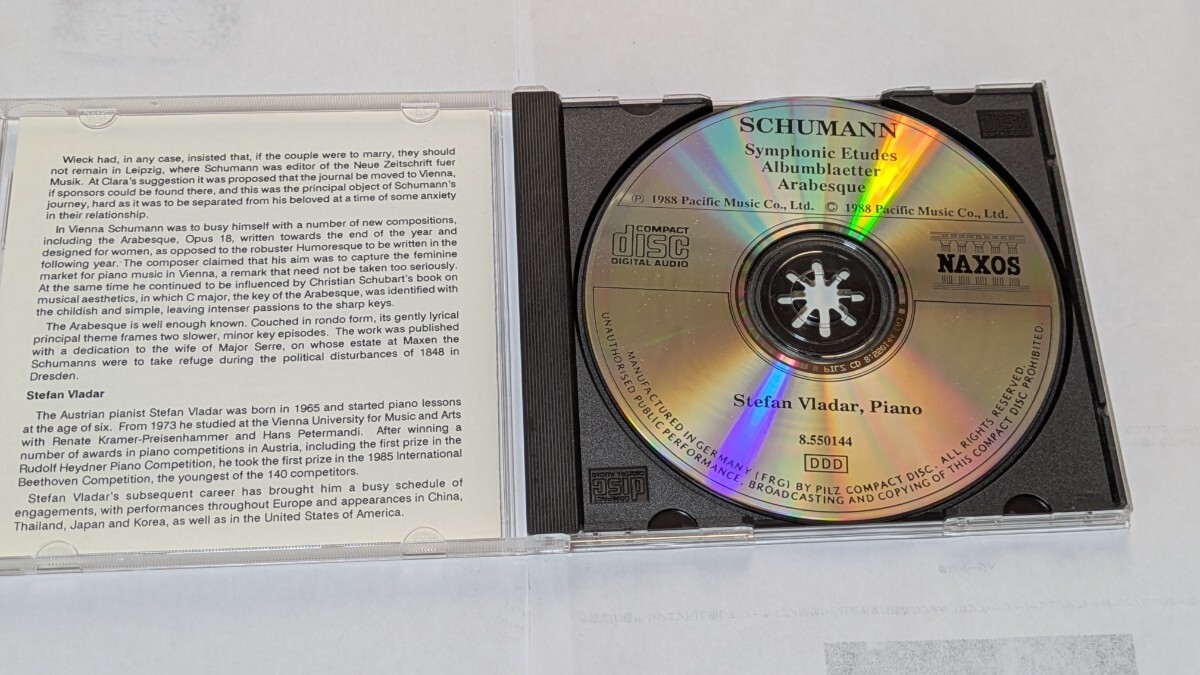 Wieck had, in any case, insisted that, if the couple were to marry, they should
not remain in Leipzig, where Schumann was editor of the Neue Zeitschrift fuer
Musik. At Clara's suggestion it was proposed that the journal be moved to Vienna,
if sponsors could be found there, and this was the principal object of Schumann's
journey, hard as it was to be separated from his beloved at a time of some anxiety
in their relationship.
In Vienna Schumann was to busy himself with a number of new compositions,
including the Arabesque, Opus 18, written towards the end of the year and
designed for women, as opposed to the robuster Humoresque to be written in the
following year. The composer claimed that his aim was to capture the feminine
market for piano music in Vienna, a remark that need not be taken too seriously.
At the same time he continued to be influenced by Christian Schubart's book on
musical aesthetics, in which C major, the key of the Arabesque, was identified with
the childish and simple, leaving intenser passions to the sharp keys.
The Arabesque is well enough known. Couched in rondo form, its gently lyrical
principal theme frames two slower, minor key episodes. The work was published
with a dedication to the wife of Major Serre, on whose estate at Maxen the
Schumanns were to take refuge during the political disturbances of 1848 in
Dresden.
Stefan Vladar
The Austrian pianist Stefan Vladar was born in 1965 and started piano lessons
at the age of six. From 1973 he studied at the Vienna University for Music and Arts
with Renate Kramer-Preisenhammer and Hans Petermandi. After winning a
number of awards in piano competitions in Austria, including the first prize in the
Rudolf Heydner Piano Competition, he took the first prize in the 1985 International
Beethoven Competition, the youngest of the 140 competitors.
Stefan Vladar's subsequent career has brought him a busy schedule of
engagements, with performances throughout Europe and appearances in China,
Thailand, Japan and Korea, as well as in the United States of America.
SCHUMANN
Symphonic Etudes
Albumblaetter
Arabesque
℗ 1988 Pacific Music Co., Ltd. © 1988 Pacific Music Co., Ltd.
COMPACT
disc
DIGITAL AUDIO
NAXOS
Stefan Vladar, Piano
8.550144
DDD
MANUFACTURED IN GERMANY (FRG) BY PILZ COMPACT DISC. ALL RIGHTS RESERVED.
UNAUTHORISED PUBLIC PERFORMANCE, BROADCASTING AND COPYING OF THIS COMPACT DISC PROHIBITED.
PILZ CD 8.550144
COMPACT
disc
DIGITAL AUDIO